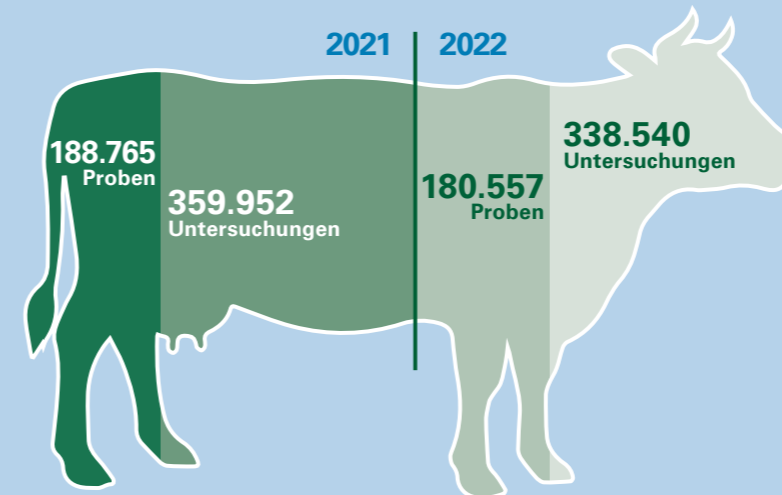 2021
2022
188.765
Proben
359.952
Untersuchungen
180.557
Proben
338.540
Untersuchungen